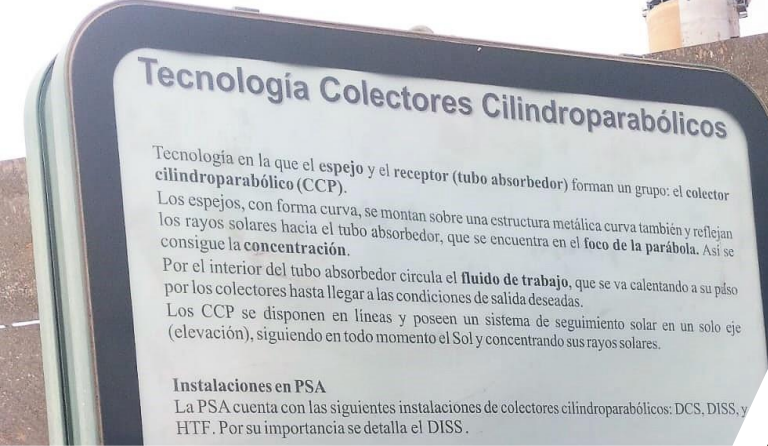 Tecnología Colectores Cilindroparabólicos
Tecnología en la que el espejo y el receptor (tubo absorbedor) forman un grupo: el colector
cilindroparabólico (CCP).
Los espejos, con forma curva, se montan sobre una estructura metálica curva también y reflejan
los rayos solares hacia el tubo absorbedor, que se encuentra en el foco de la parábola. Así se
consigue la concentración.
Por el interior del tubo absorbedor circula el fluido de trabajo, que se va calentando a su paso
por los colectores hasta llegar a las condiciones de salida deseadas.
Los CCP se disponen en líneas y poseen un sistema de seguimiento solar en un solo eje
(elevación), siguiendo en todo momento el Sol y concentrando sus rayos solares.
Instalaciones en PSA
La PSA cuenta con las siguientes instalaciones de colectores cilindroparabólicos: DCS, DISS, y
HTF. Por su importancia se detalla el DISS.